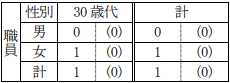 職員 性別 30歳代 計
男 0 (0) 0 (0)
女 1 (0) 1 (0)
計 1 (0) 1 (0)